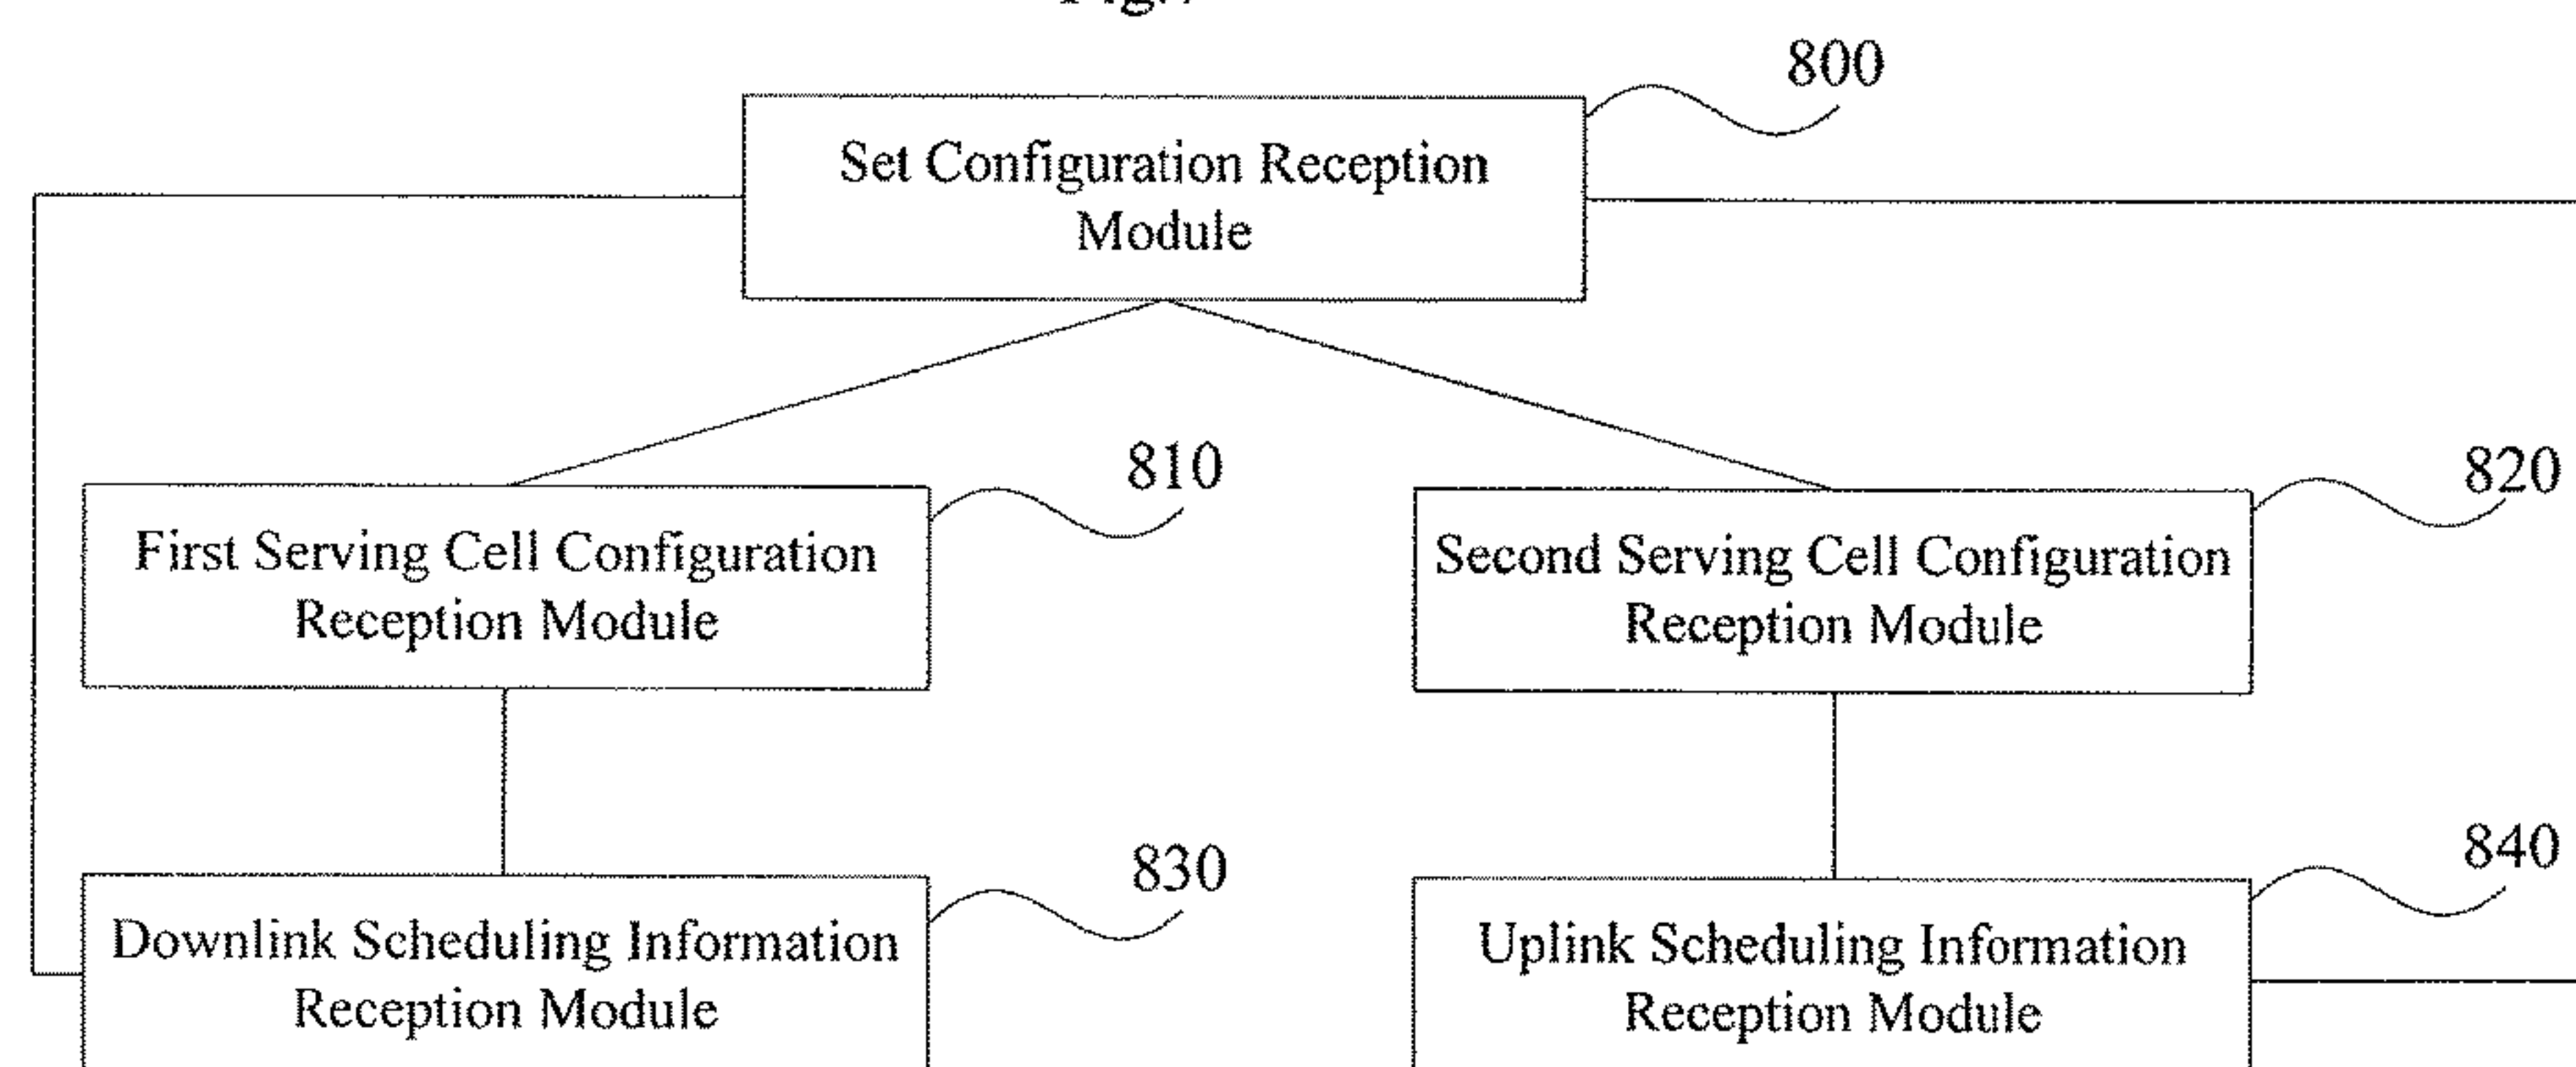 800
Set Configuration Reception
Module
810
820
First Serving Cell Configuration
Reception Module
Second Serving Cell Configuration
Reception Module
830
840
Downlink Scheduling Information
Reception Module
Uplink Scheduling Information
Reception Module